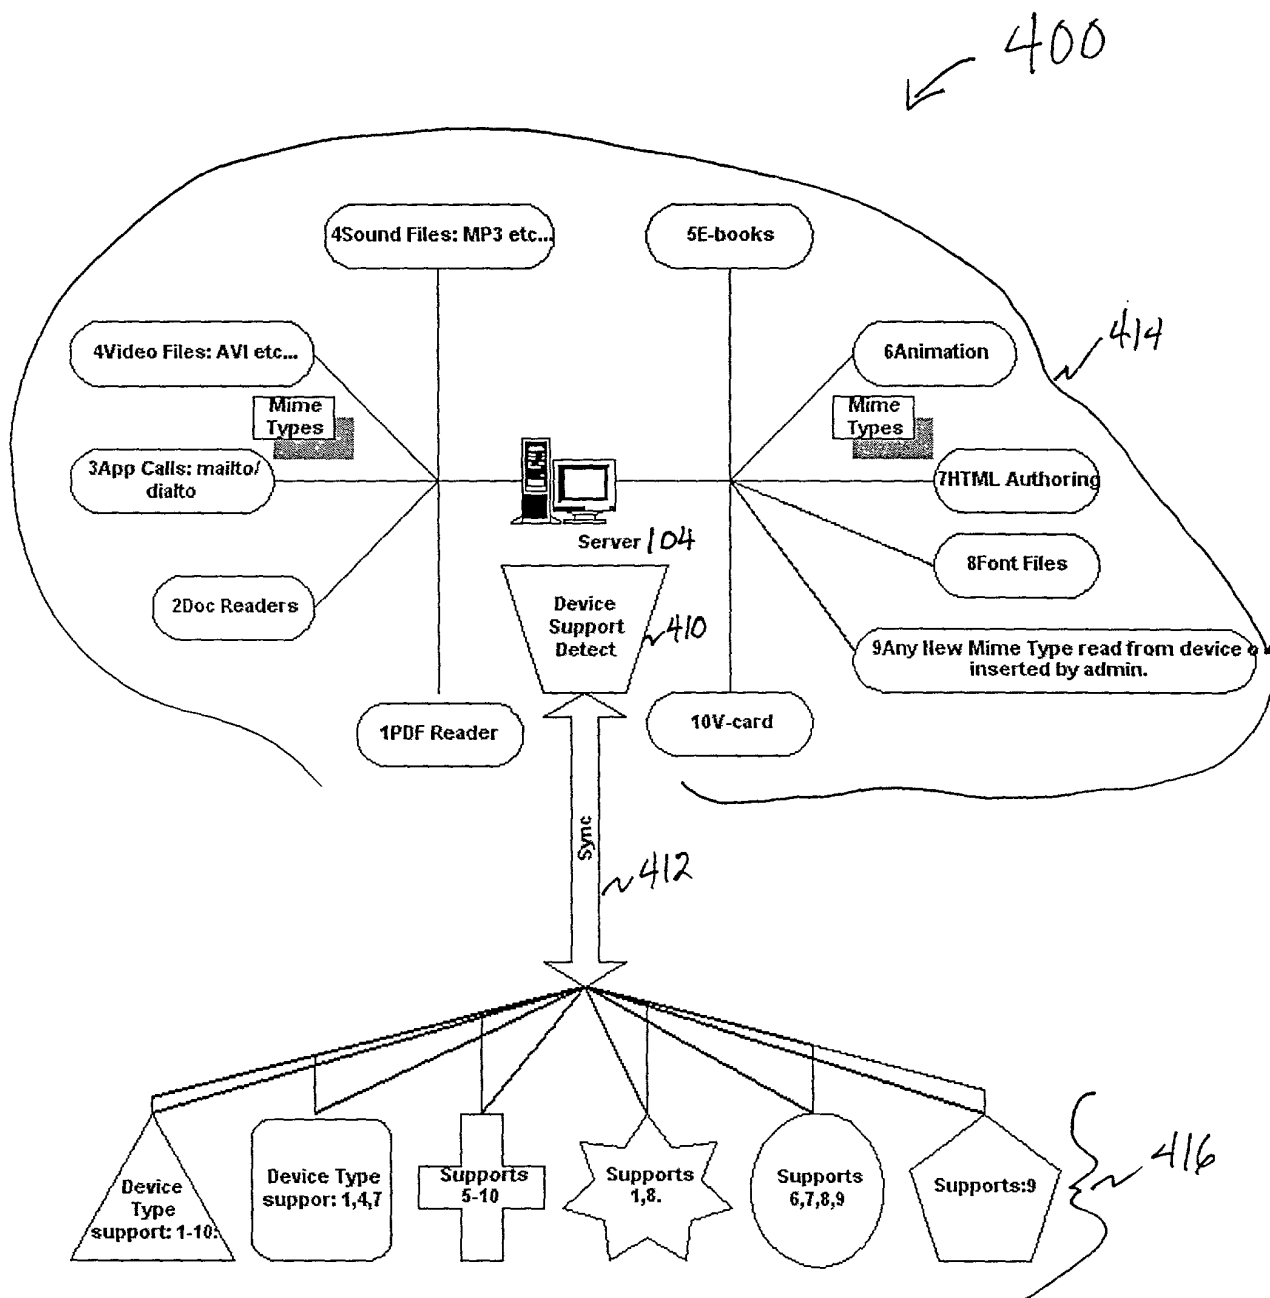 400
4Sound Files: MP3 etc...
5E-books
4Video Files: AVI etc...
6Animation
414
Mime
Types
Mime
Types
3App Calls: mailto/
dialto
7HTML Authoring
Server 104
8Font Files
2Doc Readers
Device
Support
Detect
410
9Any New Mime Type read from device o
inserted by admin.
1PDF Reader
10V-card
Sync
412
Device
Type
support: 1-10:
Device Type
suppor: 1,4,7
Supports
5-10
Supports
1,8.
Supports
6,7,8,9
Supports:9
416